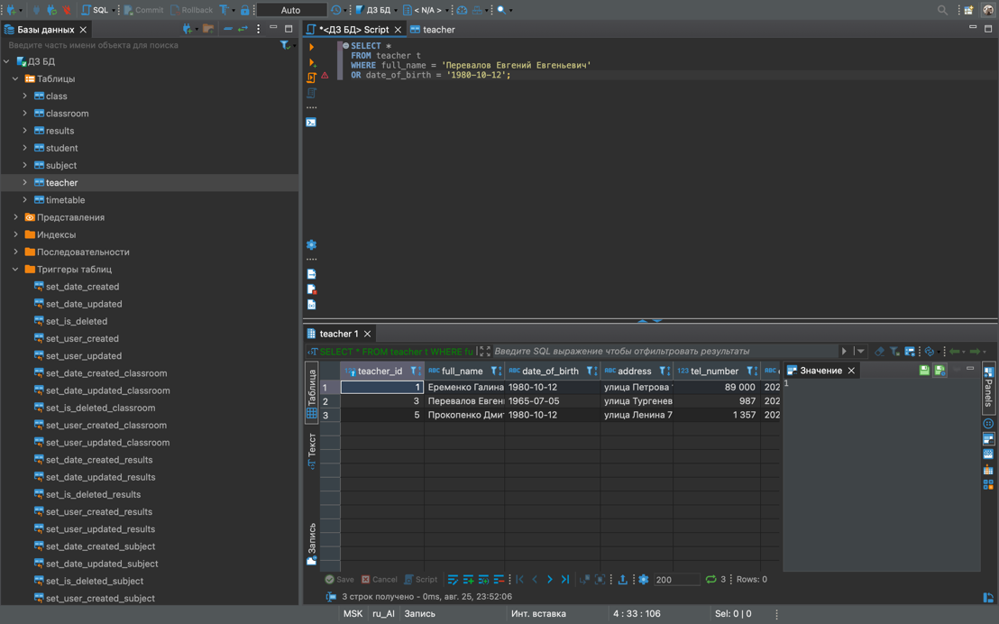 SQL Commit Rollback T Auto ДЗ БД < N/A >
Базы данных
Введите часть имени объекта для поиска
ДЗ БД
Таблицы
class
classroom
results
student
subject
teacher
timetable
Представления
Индексы
Последовательности
Триггеры таблиц
set_date_created
set_date_updated
set_is_deleted
set_user_created
set_user_updated
set_date_created_classroom
set_date_updated_classroom
set_is_deleted_classroom
set_user_created_classroom
set_user_updated_classroom
set_date_created_results
set_date_updated_results
set_is_deleted_results
set_user_created_results
set_user_updated_results
set_date_created_subject
set_date_updated_subject
set_is_deleted_subject
set_user_created_subject
*<ДЗ БД> Script teacher
SELECT *
FROM teacher t
WHERE full_name = 'Перевалов Евгений Евгеньевич'
OR date_of_birth = '1980-10-12';
teacher 1
SELECT * FROM teacher t WHERE fu Введите SQL выражение чтобы отфильтровать результаты
Таблица
Текст
Запись
123 teacher_id ABC full_name ABC date_of_birth ABC address 123 tel_number
1 1 Еременко Галина 1980-10-12 улица Петрова 89 000 202
2 3 Перевалов Евген 1965-07-05 улица Тургенев 987 202
3 5 Прокопенко Дми 1980-10-12 улица Ленина 7 1 357 202
Значение
1
Panels
Save Cancel Script 200 3 Rows: 0
3 строк получено - 0ms, авг. 25, 23:52:06
MSK ru_AI Запись Инт. вставка 4 : 33 : 106 Sel: 0 | 0